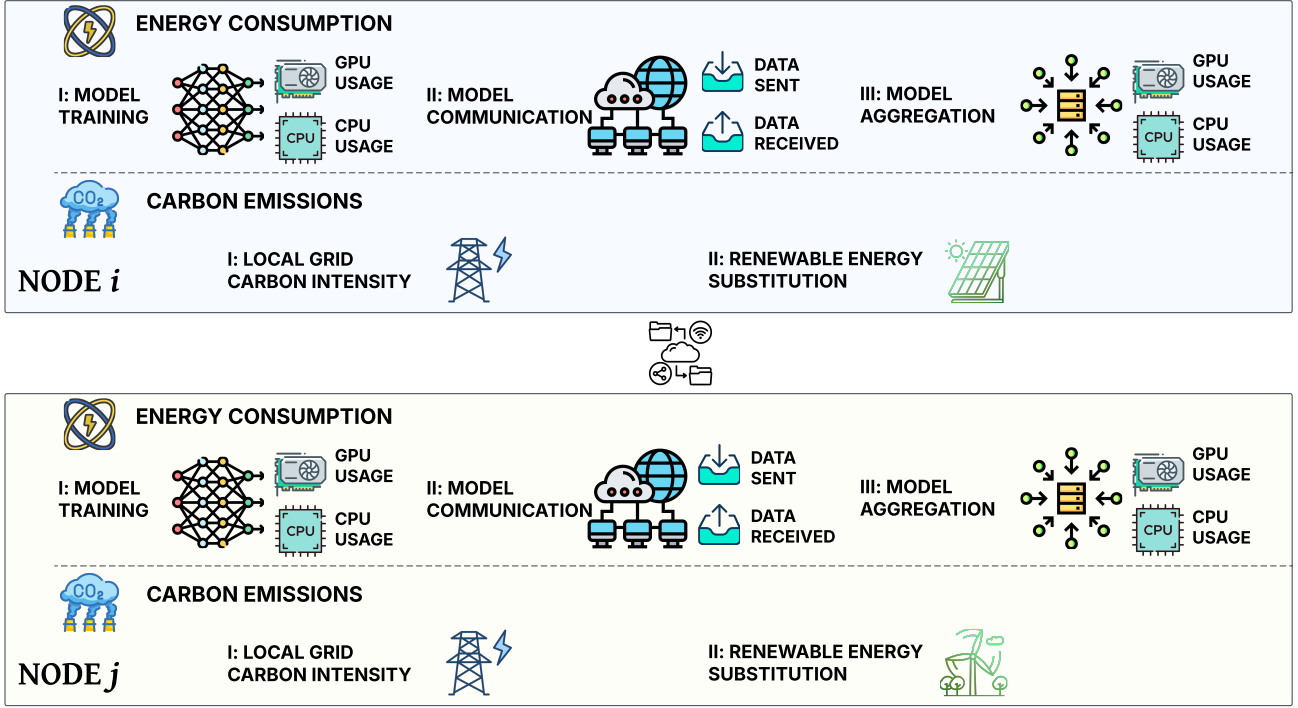 ENERGY CONSUMPTION
I: MODEL
TRAINING
GPU
USAGE
CPU
CPU
USAGE
II: MODEL
COMMUNICATION
DATA
SENT
DATA
RECEIVED
III: MODEL
AGGREGATION
GPU
USAGE
CPU
CPU
USAGE
CO₂
CARBON EMISSIONS
NODE i
I: LOCAL GRID
CARBON INTENSITY
II: RENEWABLE ENERGY
SUBSTITUTION
ENERGY CONSUMPTION
I: MODEL
TRAINING
GPU
USAGE
CPU
CPU
USAGE
II: MODEL
COMMUNICATION
DATA
SENT
DATA
RECEIVED
III: MODEL
AGGREGATION
GPU
USAGE
CPU
CPU
USAGE
CO₂
CARBON EMISSIONS
NODE j
I: LOCAL GRID
CARBON INTENSITY
II: RENEWABLE ENERGY
SUBSTITUTION